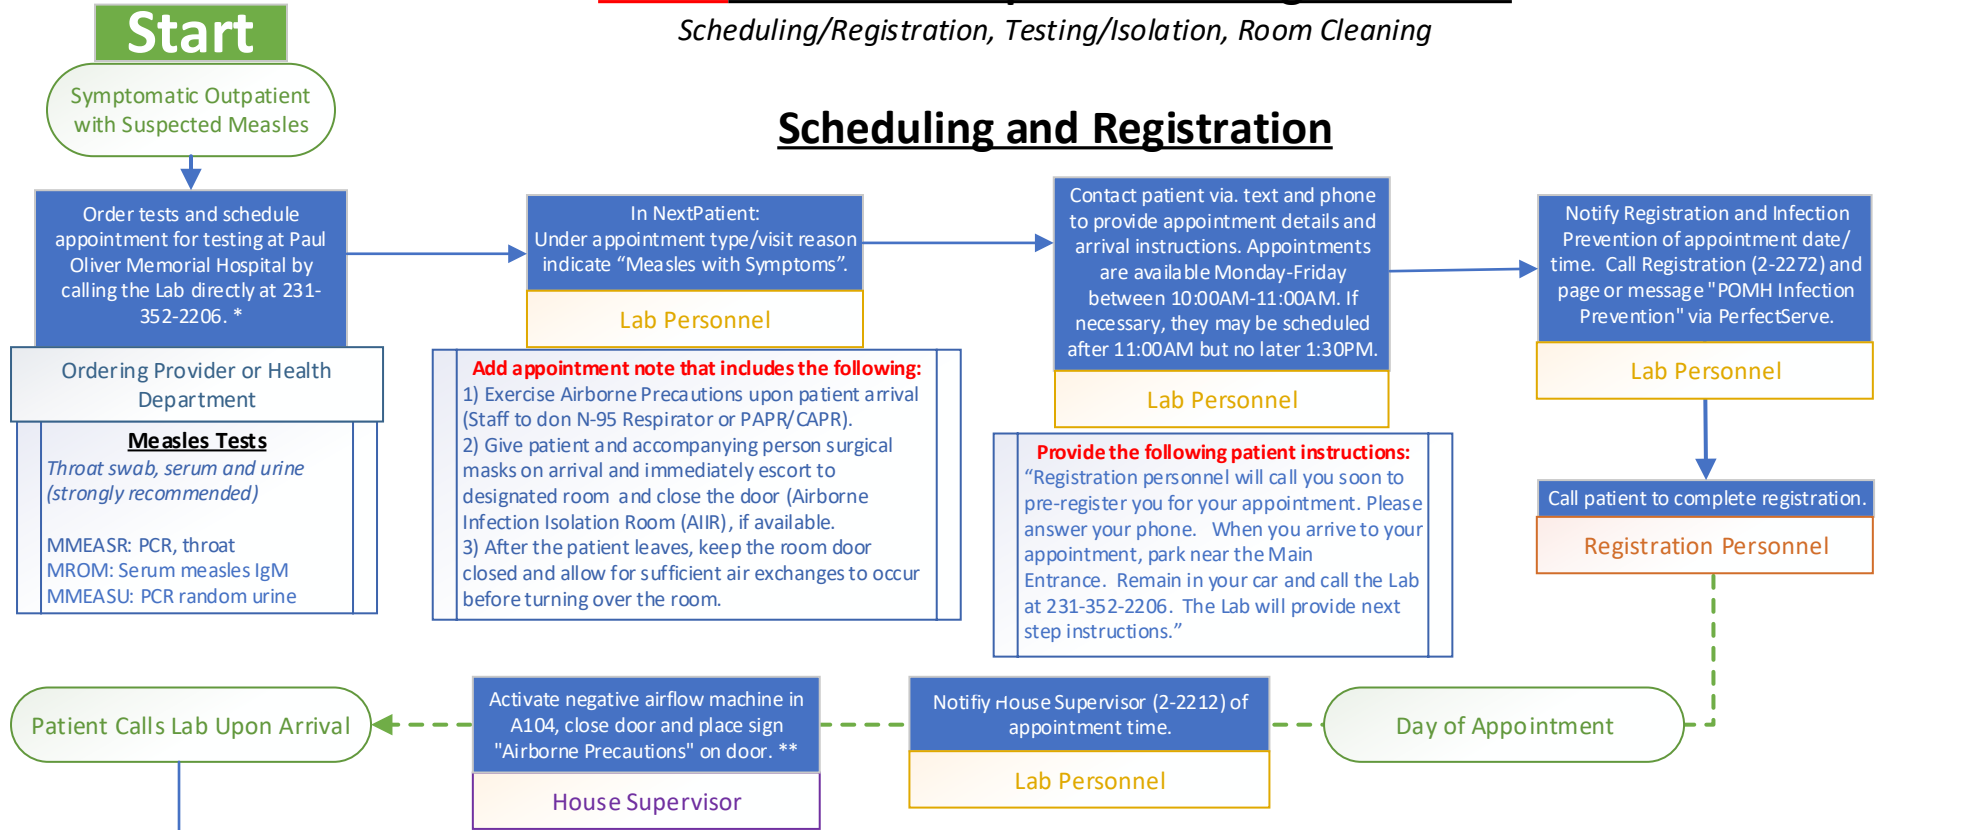 Start
Scheduling/Registration, Testing/Isolation, Room Cleaning
Symptomatic Outpatient
with Suspected Measles
Scheduling and Registration
Order tests and schedule
appointment for testing at Paul
Oliver Memorial Hospital by
calling the Lab directly at 231-
352-2206. *
Ordering Provider or Health
Department
Measles Tests
Throat swab, serum and urine
(strongly recommended)
MMEASR: PCR, throat
MROM: Serum measles IgM
MMEASU: PCR random urine
In NextPatient:
Under appointment type/visit reason
indicate “Measles with Symptoms”.
Lab Personnel
Add appointment note that includes the following:
1) Exercise Airborne Precautions upon patient arrival
(Staff to don N-95 Respirator or PAPR/CAPR).
2) Give patient and accompanying person surgical
masks on arrival and immediately escort to
designated room and close the door (Airborne
Infection Isolation Room (AIIR), if available.
3) After the patient leaves, keep the room door
closed and allow for sufficient air exchanges to occur
before turning over the room.
Contact patient via. text and phone
to provide appointment details and
arrival instructions. Appointments
are available Monday-Friday
between 10:00AM-11:00AM. If
necessary, they may be scheduled
after 11:00AM but no later 1:30PM.
Lab Personnel
Provide the following patient instructions:
“Registration personnel will call you soon to
pre-register you for your appointment. Please
answer your phone. When you arrive to your
appointment, park near the Main
Entrance. Remain in your car and call the Lab
at 231-352-2206. The Lab will provide next
step instructions.”
Notify Registration and Infection
Prevention of appointment date/
time. Call Registration (2-2272) and
page or message "POMH Infection
Prevention" via PerfectServe.
Lab Personnel
Call patient to complete registration.
Registration Personnel
Day of Appointment
Notifiy House Supervisor (2-2212) of
appointment time.
Lab Personnel
Activate negative airflow machine in
A104, close door and place sign
"Airborne Precautions" on door. **
House Supervisor
Patient Calls Lab Upon Arrival